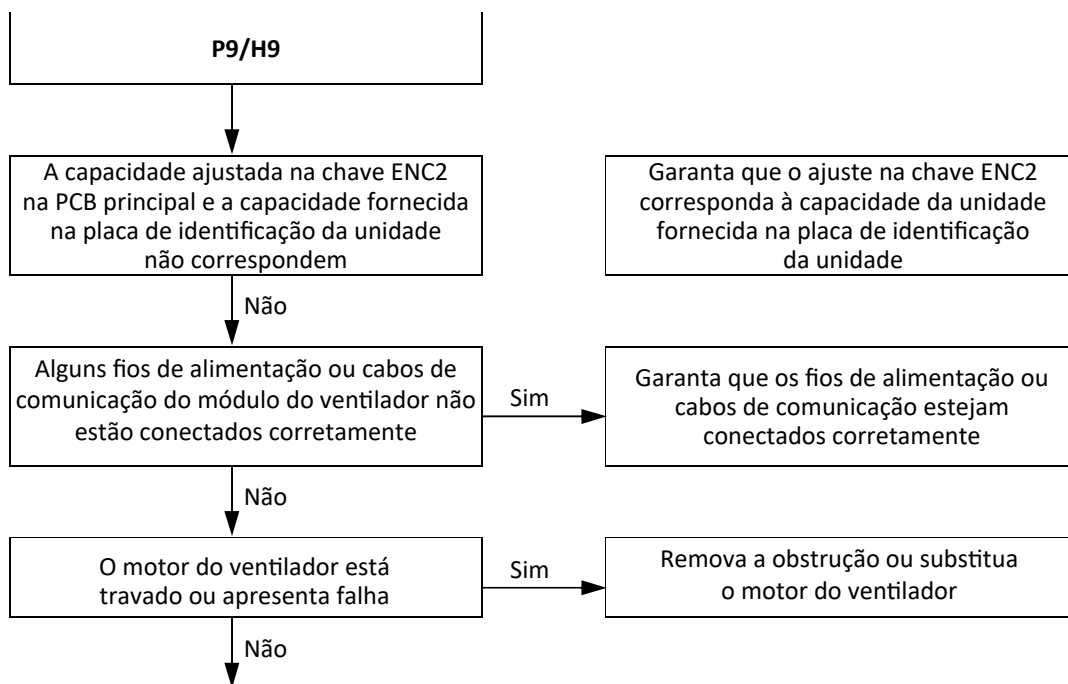 P9/H9
A capacidade ajustada na chave ENC2
na PCB principal e a capacidade fornecida
na placa de identificação da unidade
não correspondem
Garanta que o ajuste na chave ENC2
corresponda à capacidade da unidade
fornecida na placa de identificação
da unidade
Não
Alguns fios de alimentação ou cabos de
comunicação do módulo do ventilador não
estão conectados corretamente
Sim
Garanta que os fios de alimentação ou
cabos de comunicação estejam
conectados corretamente
Não
O motor do ventilador está
travado ou apresenta falha
Sim
Remova a obstrução ou substitua
o motor do ventilador
Não